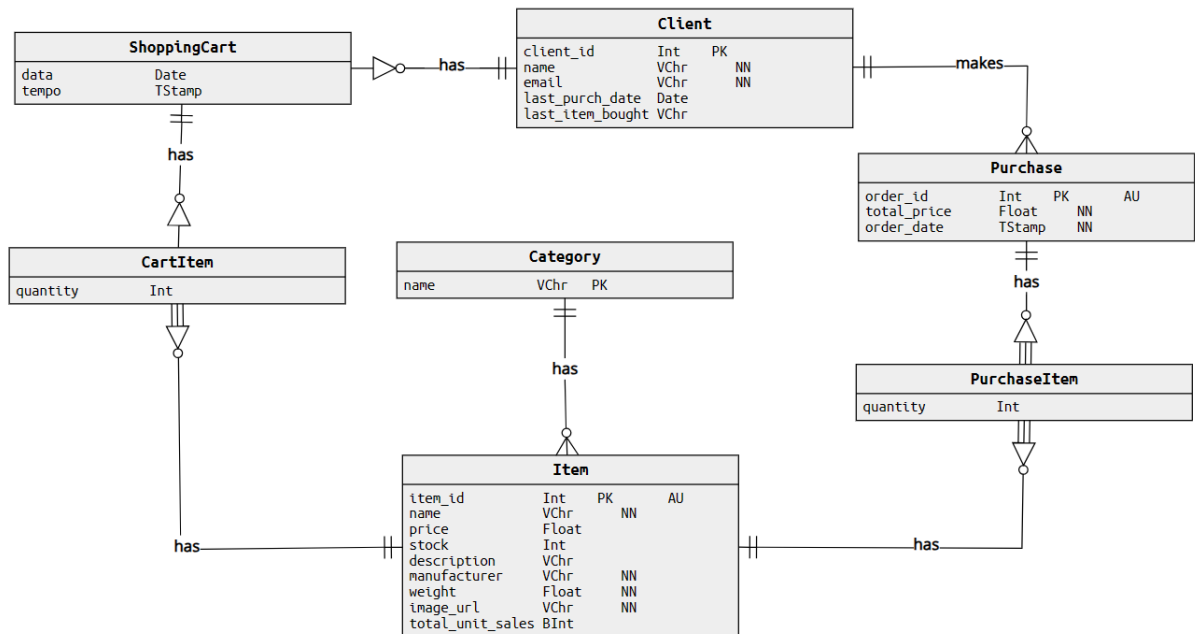 Client
client_id Int PK
name VChr NN
email VChr NN
last_purch_date Date
last_item_bought VChr
ShoppingCart
data Date
tempo TStamp
has
makes
has
Purchase
order_id Int PK AU
total_price Float NN
order_date TStamp NN
CartItem
quantity Int
Category
name VChr PK
has
has
PurchaseItem
quantity Int
Item
item_id Int PK AU
name VChr NN
price Float
stock Int
description VChr
manufacturer VChr NN
weight Float NN
image_url VChr NN
total_unit_sales BInt
has
has